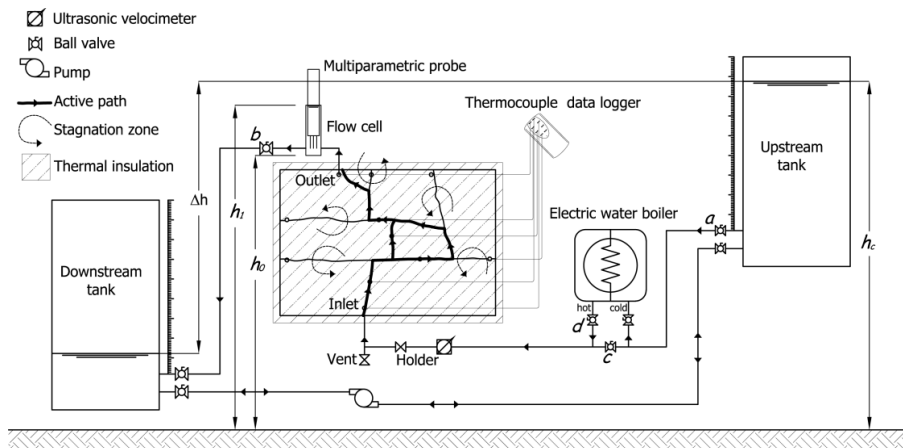 Ultrasonic velocimeter
Ball valve
Pump
Active path
Stagnation zone
Thermal insulation
Multiparametric probe
Flow cell
Thermocouple data logger
Upstream
tank
b
Outlet
Δh
h₁
h₀
Electric water boiler
a
h꜀
Downstream
tank
Inlet
hot
cold
d
c
Vent
Holder